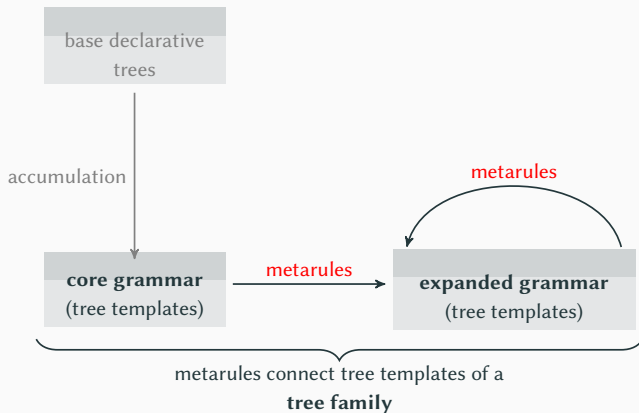 base declarative
trees
accumulation
metarules
core grammar
(tree templates)
metarules
expanded grammar
(tree templates)
metarules connect tree templates of a
tree family